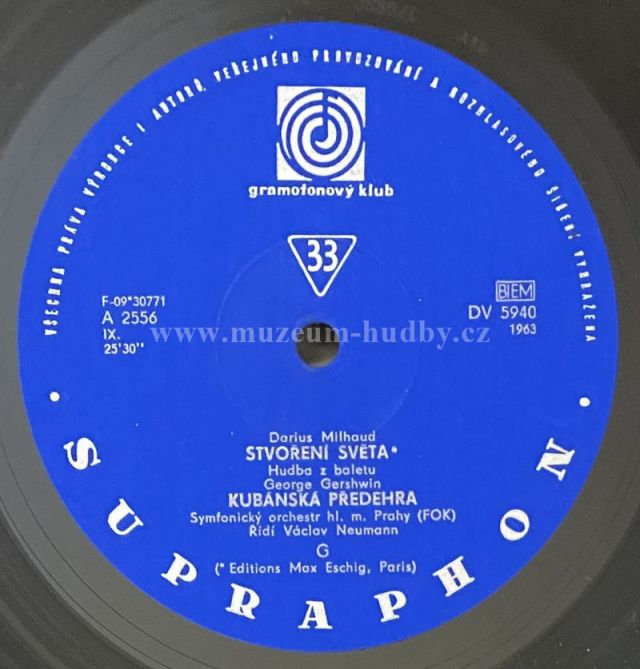 VŠECHNA PRÁVA VÝROBCE I AUTORŮ, VEŘEJNÉHO PROVOZOVÁNÍ A ROZHLASOVÉHO ŠÍŘENÍ VYHRAŽENA
gramofonový klub
33
F-09*30771
A 2556
IX.
25'30''
BIEM
DV 5940
1963
www.muzeum-hudby.cz
Darius Milhaud
STVOŘENÍ SVĚTA*
Hudba z baletu
George Gershwin
KUBÁNSKÁ PŘEDEHRA
Symfonický orchestr hl. m. Prahy (FOK)
Řídí Václav Neumann
G
(*Editions Max Eschig, Paris)
· SUPRAPHON ·